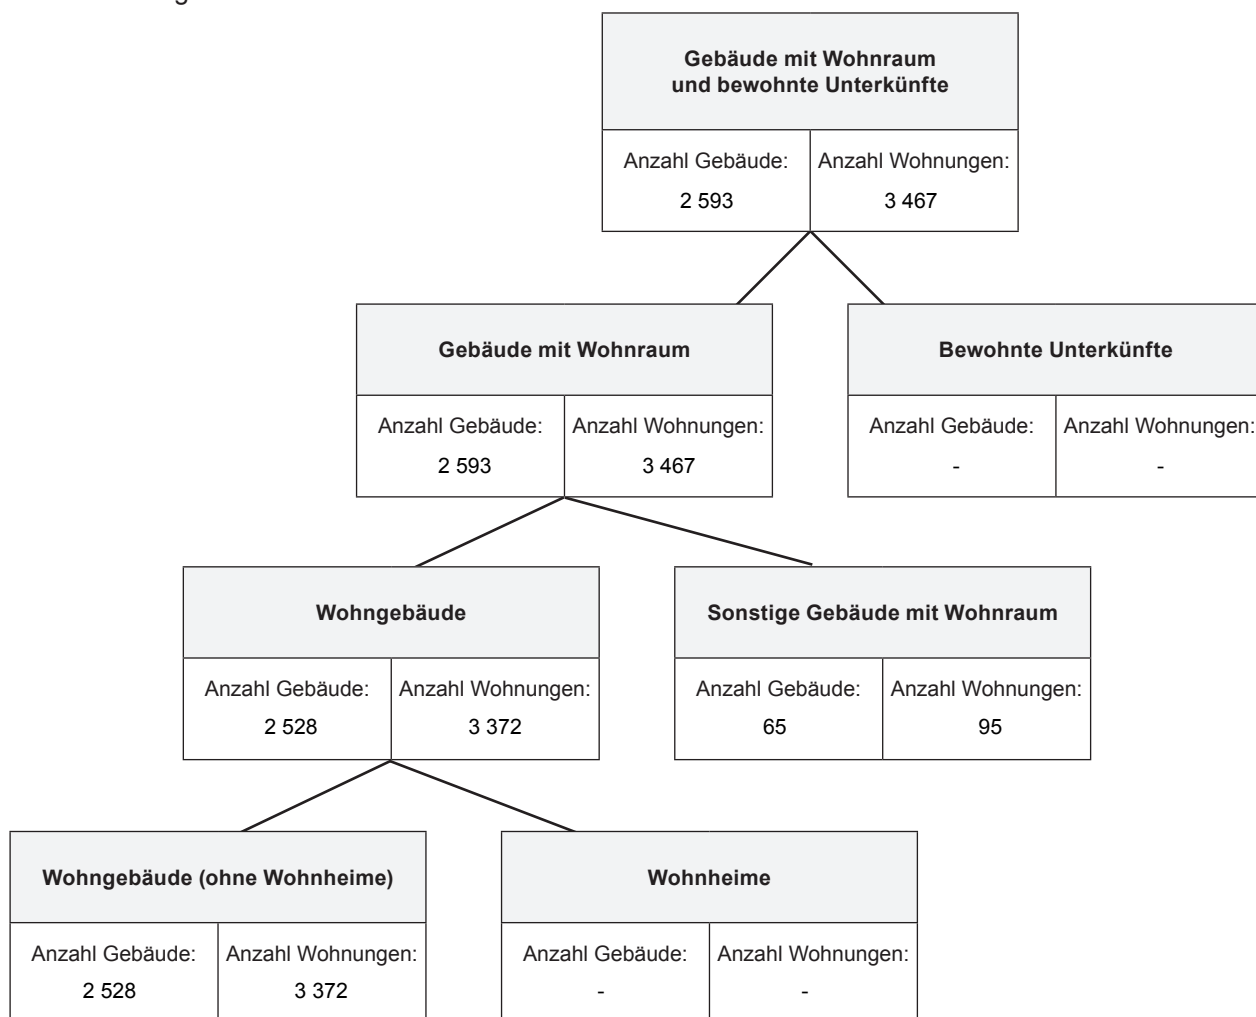 Gebäude mit Wohnraum
und bewohnte Unterkünfte
Anzahl Gebäude: Anzahl Wohnungen:
2 593 3 467
Gebäude mit Wohnraum
Anzahl Gebäude: Anzahl Wohnungen:
2 593 3 467
Bewohnte Unterkünfte
Anzahl Gebäude: Anzahl Wohnungen:
- -
Wohngebäude
Anzahl Gebäude: Anzahl Wohnungen:
2 528 3 372
Sonstige Gebäude mit Wohnraum
Anzahl Gebäude: Anzahl Wohnungen:
65 95
Wohngebäude (ohne Wohnheime)
Anzahl Gebäude: Anzahl Wohnungen:
2 528 3 372
Wohnheime
Anzahl Gebäude: Anzahl Wohnungen:
- -